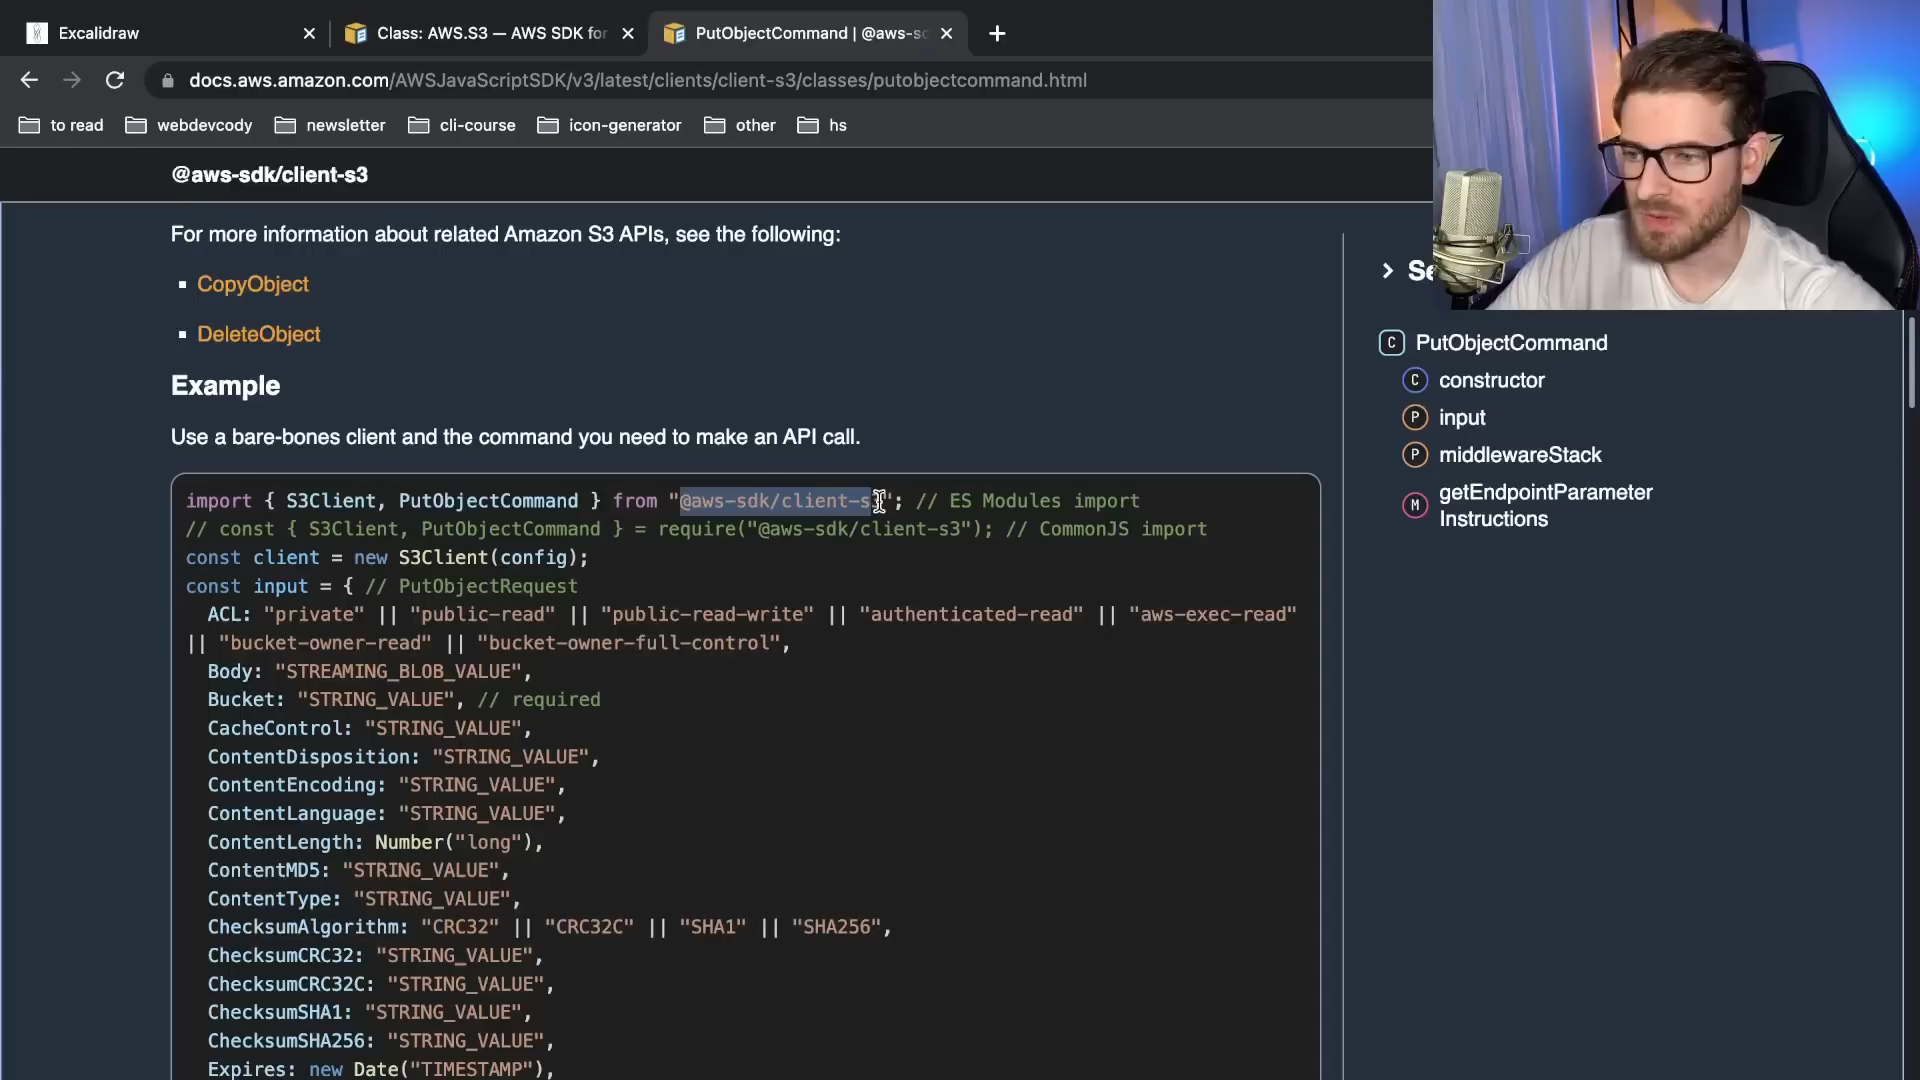 Excalidraw
Class: AWS.S3 — AWS SDK for
PutObjectCommand | @aws-sd
docs.aws.amazon.com/AWSJavaScriptSDK/v3/latest/clients/client-s3/classes/putobjectcommand.html
to read webdevcody newsletter cli-course icon-generator other hs
@aws-sdk/client-s3
For more information about related Amazon S3 APIs, see the following:
CopyObject
DeleteObject
Example
Use a bare-bones client and the command you need to make an API call.
import { S3Client, PutObjectCommand } from "@aws-sdk/client-s3"; // ES Modules import
// const { S3Client, PutObjectCommand } = require("@aws-sdk/client-s3"); // CommonJS import
const client = new S3Client(config);
const input = { // PutObjectRequest
ACL: "private" || "public-read" || "public-read-write" || "authenticated-read" || "aws-exec-read"
|| "bucket-owner-read" || "bucket-owner-full-control",
Body: "STREAMING_BLOB_VALUE",
Bucket: "STRING_VALUE", // required
CacheControl: "STRING_VALUE",
ContentDisposition: "STRING_VALUE",
ContentEncoding: "STRING_VALUE",
ContentLanguage: "STRING_VALUE",
ContentLength: Number("long"),
ContentMD5: "STRING_VALUE",
ContentType: "STRING_VALUE",
ChecksumAlgorithm: "CRC32" || "CRC32C" || "SHA1" || "SHA256",
ChecksumCRC32: "STRING_VALUE",
ChecksumCRC32C: "STRING_VALUE",
ChecksumSHA1: "STRING_VALUE",
ChecksumSHA256: "STRING_VALUE",
Expires: new Date("TIMESTAMP"),
C PutObjectCommand
C constructor
P input
P middlewareStack
M getEndpointParameter
Instructions